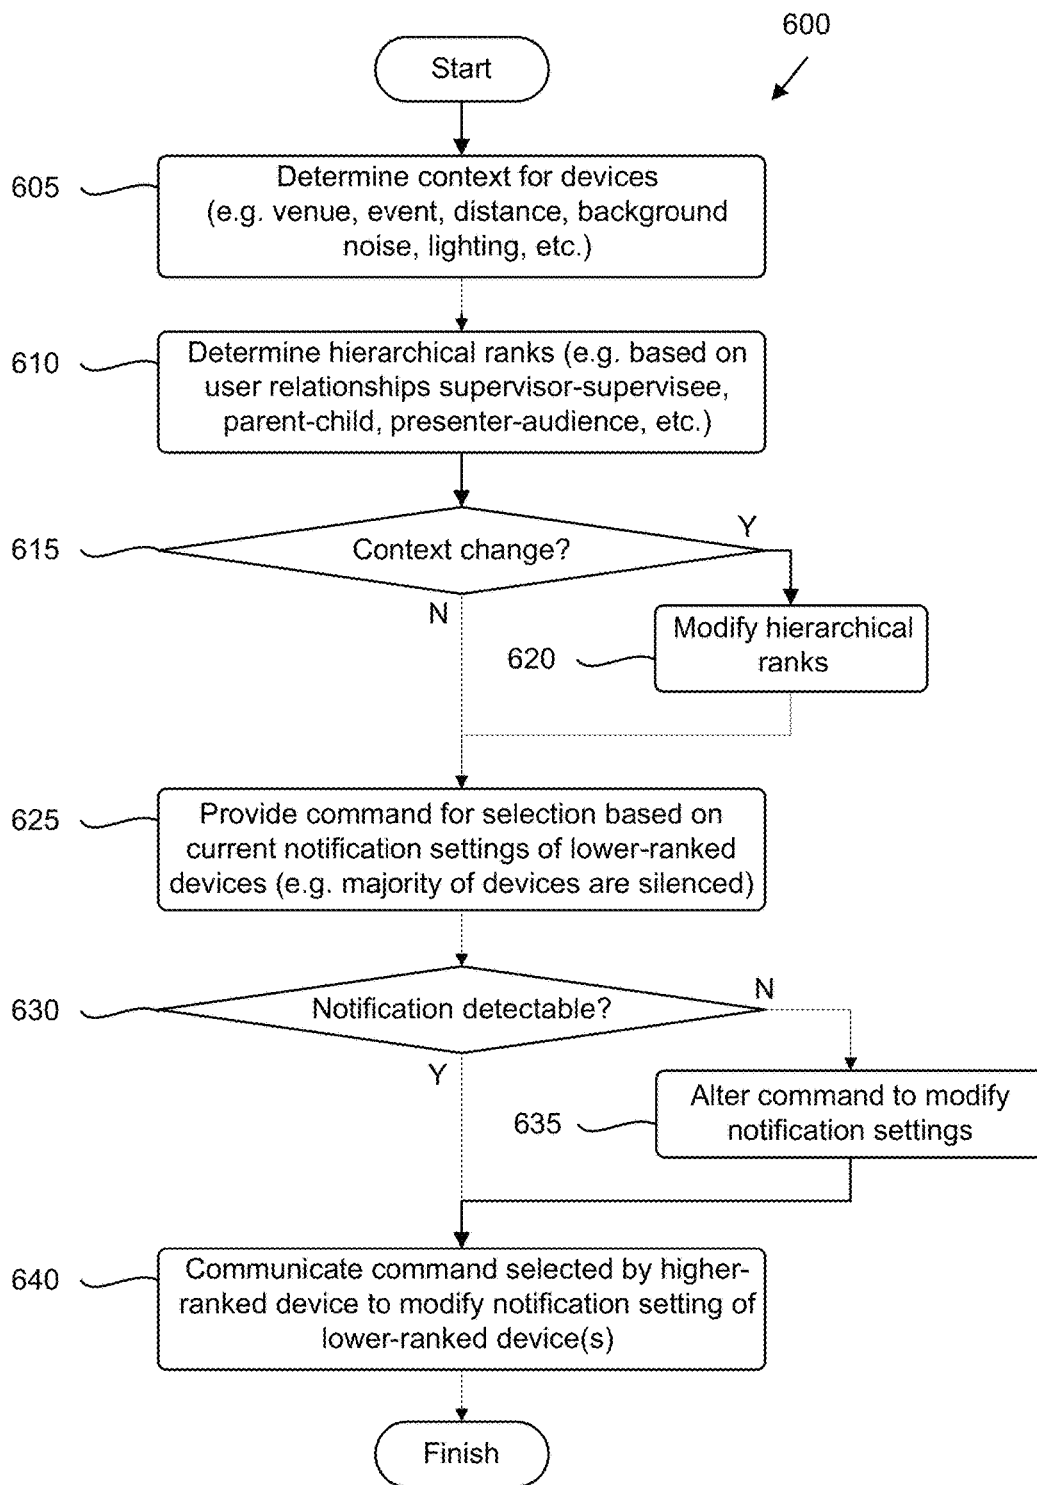 600
Start
605
Determine context for devices
(e.g. venue, event, distance, background
noise, lighting, etc.)
610
Determine hierarchical ranks (e.g. based on
user relationships supervisor-supervisee,
parent-child, presenter-audience, etc.)
615
Context change?
Y
N
620
Modify hierarchical
ranks
625
Provide command for selection based on
current notification settings of lower-ranked
devices (e.g. majority of devices are silenced)
630
Notification detectable?
N
Y
635
Alter command to modify
notification settings
640
Communicate command selected by higher-
ranked device to modify notification setting of
lower-ranked device(s)
Finish